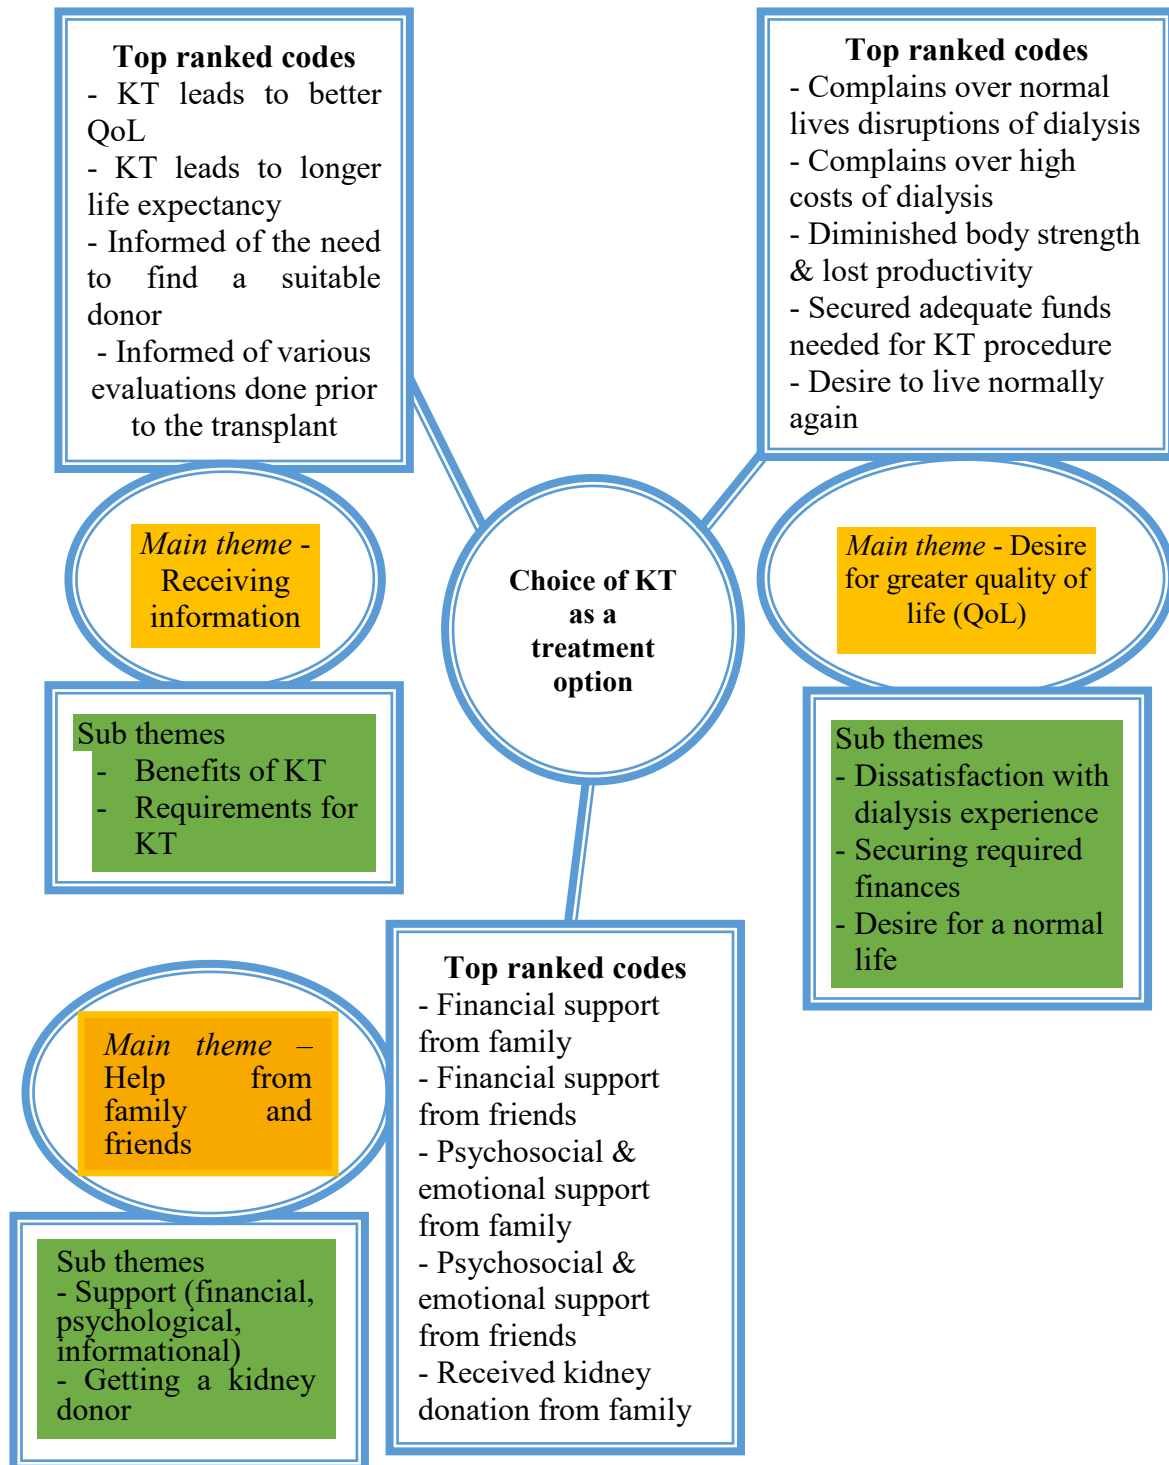 Top ranked codes
- KT leads to better
QoL
- KT leads to longer
life expectancy
- Informed of the need
to find a suitable
donor
- Informed of various
evaluations done prior
to the transplant
Main theme -
Receiving
information
Sub themes
- Benefits of KT
- Requirements for
KT
Top ranked codes
- Complains over normal
lives disruptions of dialysis
- Complains over high
costs of dialysis
- Diminished body strength
& lost productivity
- Secured adequate funds
needed for KT procedure
- Desire to live normally
again
Main theme - Desire
for greater quality of
life (QoL)
Sub themes
- Dissatisfaction with
dialysis experience
- Securing required
finances
- Desire for a normal
life
Choice of KT
as a
treatment
option
Main theme –
Help from
family and
friends
Sub themes
- Support (financial,
psychological,
informational)
- Getting a kidney
donor
Top ranked codes
- Financial support
from family
- Financial support
from friends
- Psychosocial &
emotional support
from family
- Psychosocial &
emotional support
from friends
- Received kidney
donation from family